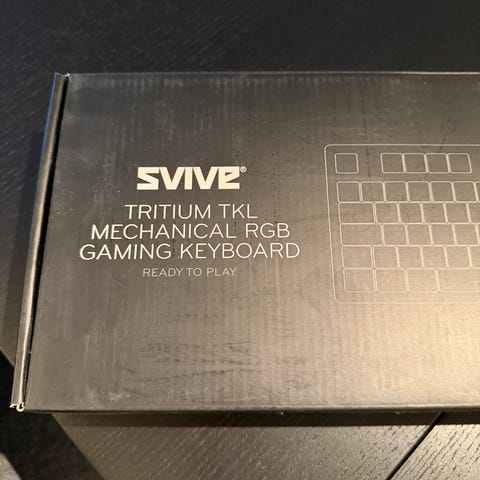 SVIVE®
TRITIUM TKL
MECHANICAL RGB
GAMING KEYBOARD
READY TO PLAY